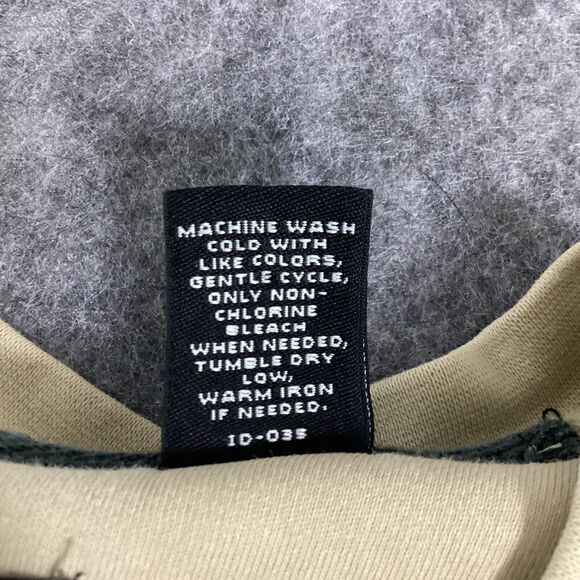 MACHINE WASH
COLD WITH
LIKE COLORS,
GENTLE CYCLE,
ONLY NON-
CHLORINE
BLEACH
WHEN NEEDED,
TUMBLE DRY
LOW,
WARM IRON
IF NEEDED.
ID-035